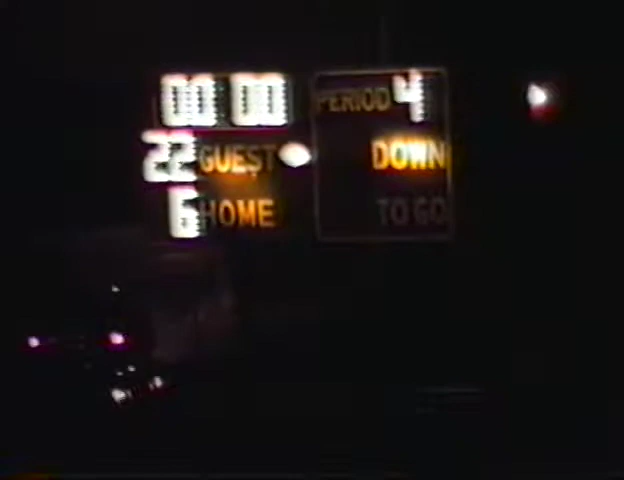 00 00 PERIOD 4
22 GUEST DOWN
6 HOME TO GO